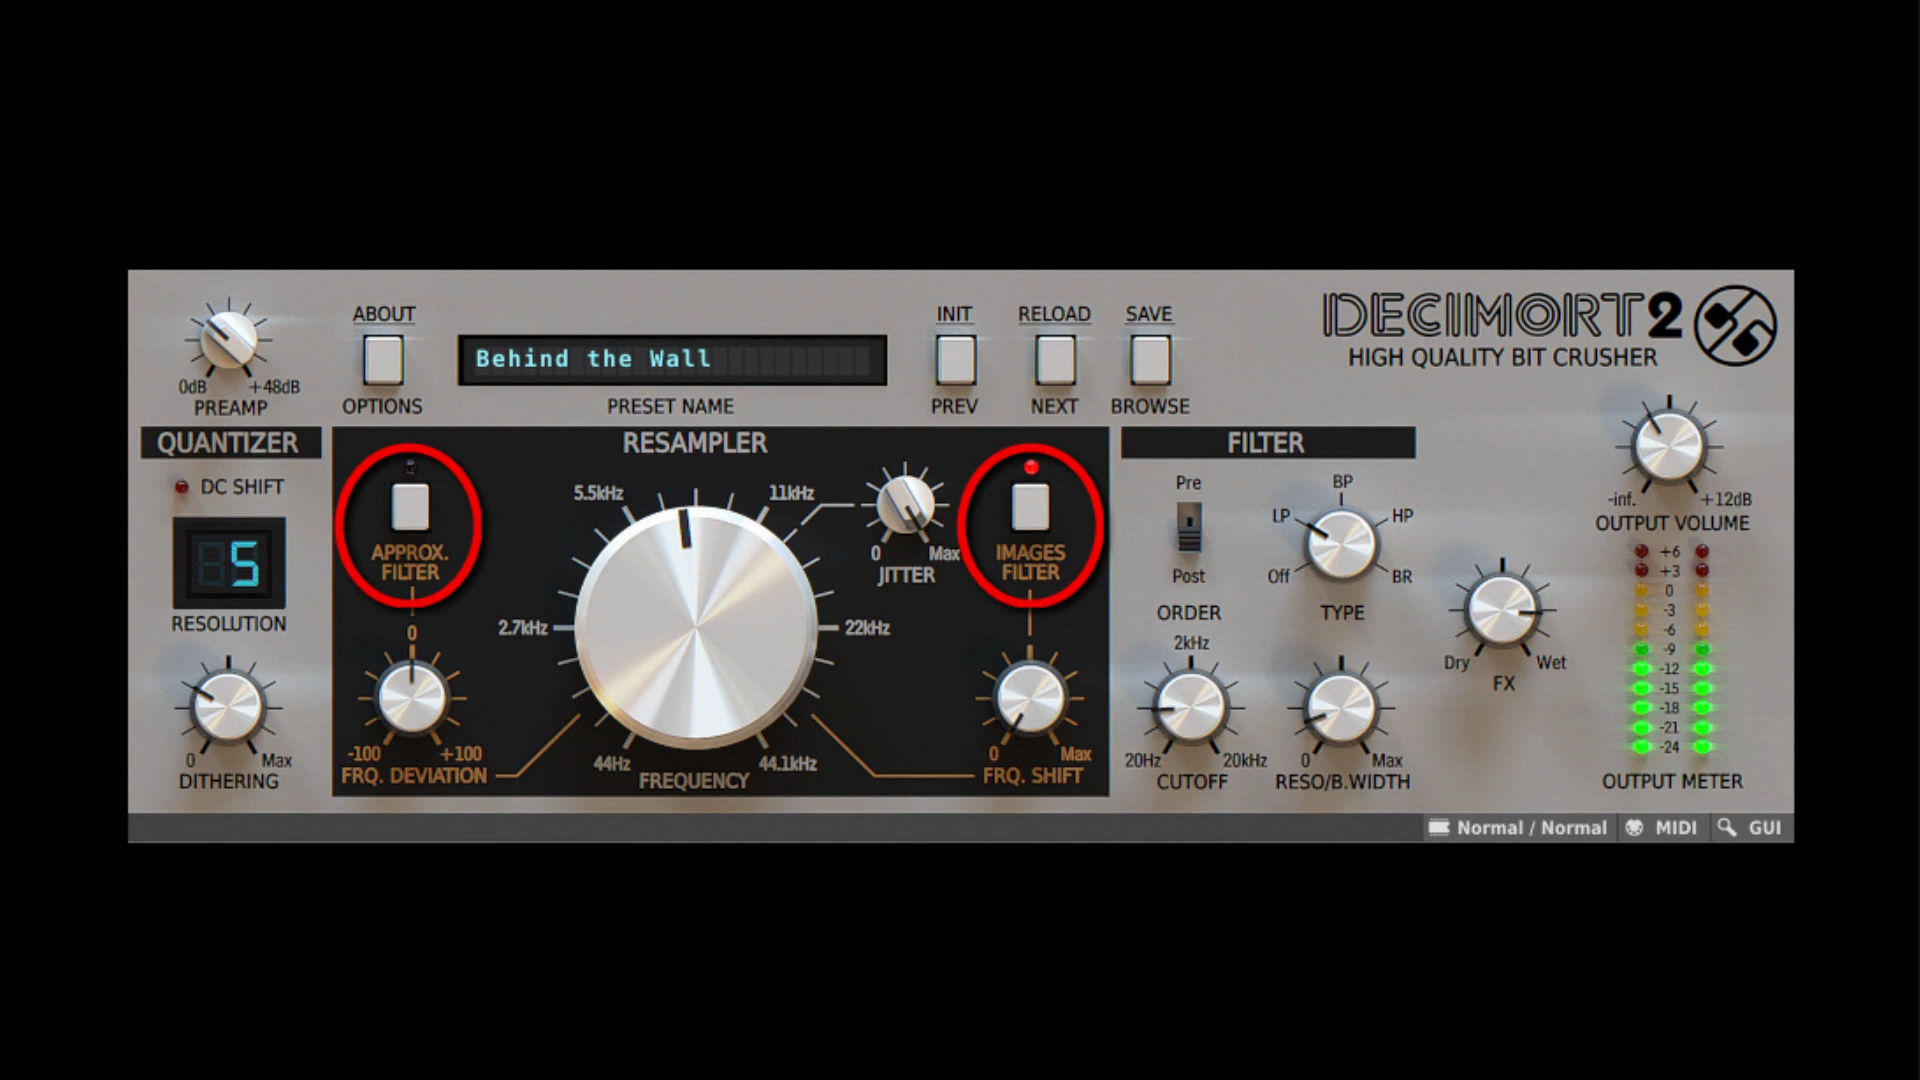 DECIMORT 2
HIGH QUALITY BIT CRUSHER
0dB +48dB
PREAMP
ABOUT
OPTIONS
Behind the Wall
PRESET NAME
INIT RELOAD SAVE
PREV NEXT BROWSE
QUANTIZER
DC SHIFT
5
RESOLUTION
0 Max
DITHERING
RESAMPLER
APPROX.
FILTER
0
-100 +100
FRQ. DEVIATION
5.5kHz 11kHz
2.7kHz 22kHz
44Hz 44.1kHz
FREQUENCY
0 Max
JITTER
IMAGES
FILTER
0 Max
FRQ. SHIFT
FILTER
Pre
Post
ORDER
BP
LP HP
Off BR
TYPE
2kHz
20Hz 20kHz
CUTOFF
0 Max
RESO/B.WIDTH
Dry Wet
FX
-inf. +12dB
OUTPUT VOLUME
+6
+3
0
-3
-6
-9
-12
-15
-18
-21
-24
OUTPUT METER
Normal / Normal MIDI GUI